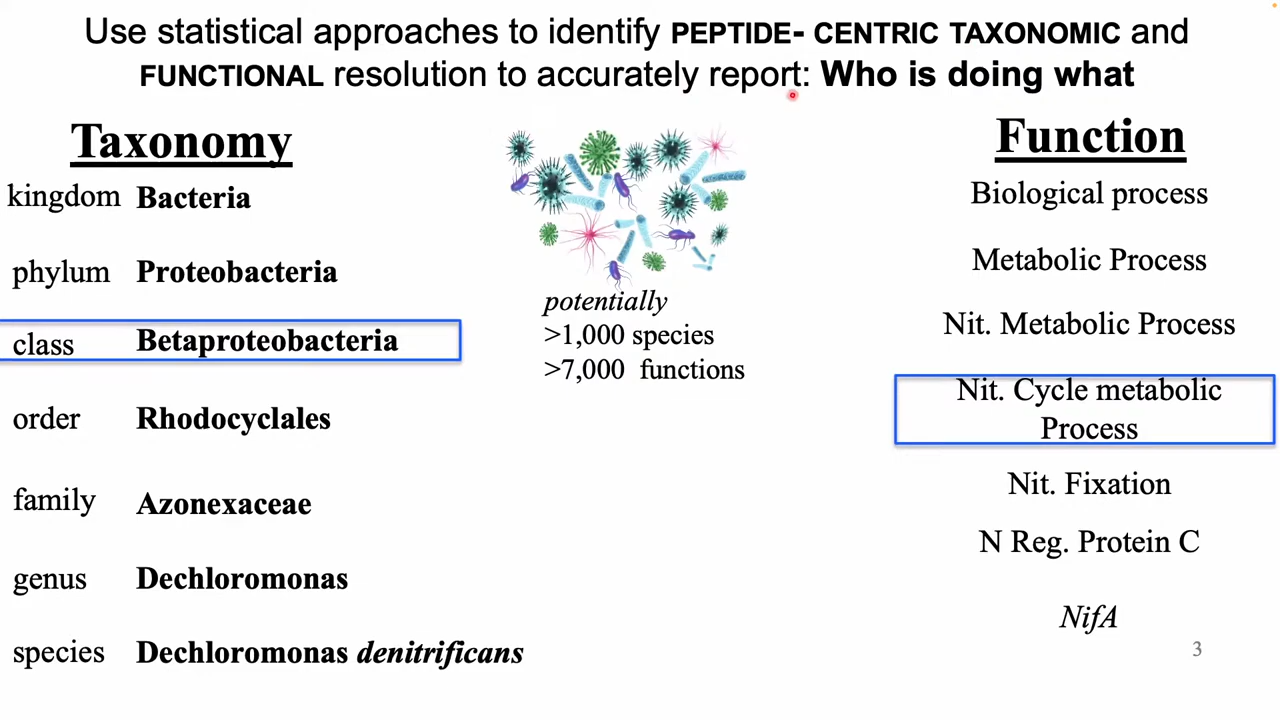 Use statistical approaches to identify PEPTIDE- CENTRIC TAXONOMIC and
FUNCTIONAL resolution to accurately report: Who is doing what
Taxonomy
kingdom Bacteria
phylum Proteobacteria
class Betaproteobacteria
order Rhodocyclales
family Azonexaceae
genus Dechloromonas
species Dechloromonas denitrificans
potentially
>1,000 species
>7,000 functions
Function
Biological process
Metabolic Process
Nit. Metabolic Process
Nit. Cycle metabolic
Process
Nit. Fixation
N Reg. Protein C
NifA
3